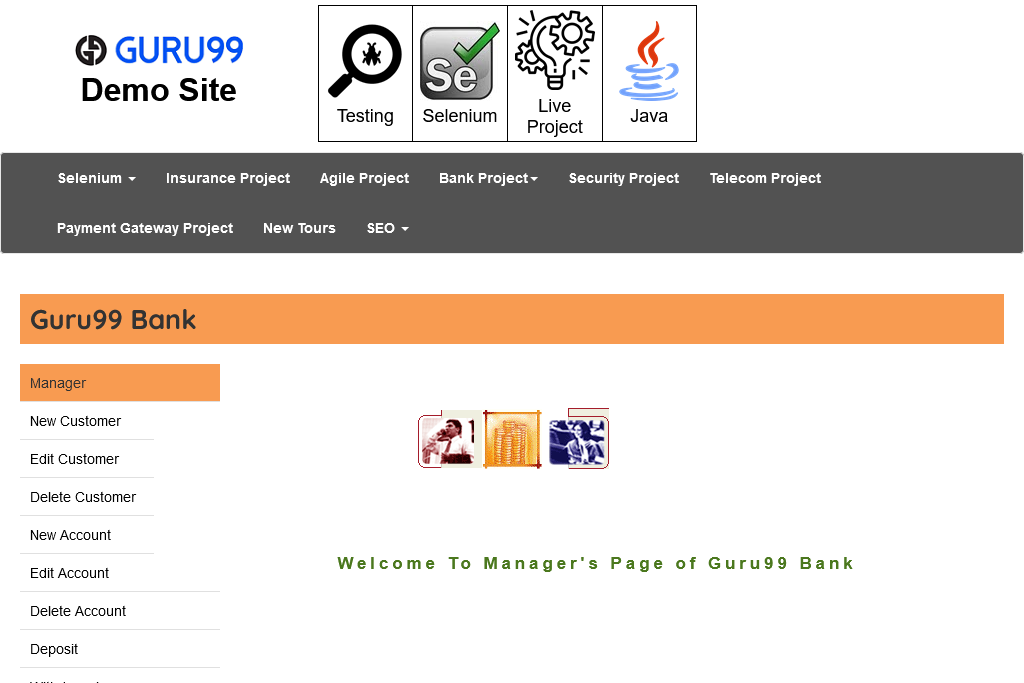 GURU99
Demo Site
Testing
Se
Selenium
Live
Project
Java
Selenium
Insurance Project
Agile Project
Bank Project
Security Project
Telecom Project
Payment Gateway Project
New Tours
SEO
Guru99 Bank
Manager
New Customer
Edit Customer
Delete Customer
New Account
Edit Account
Delete Account
Deposit
Welcome To Manager's Page of Guru99 Bank